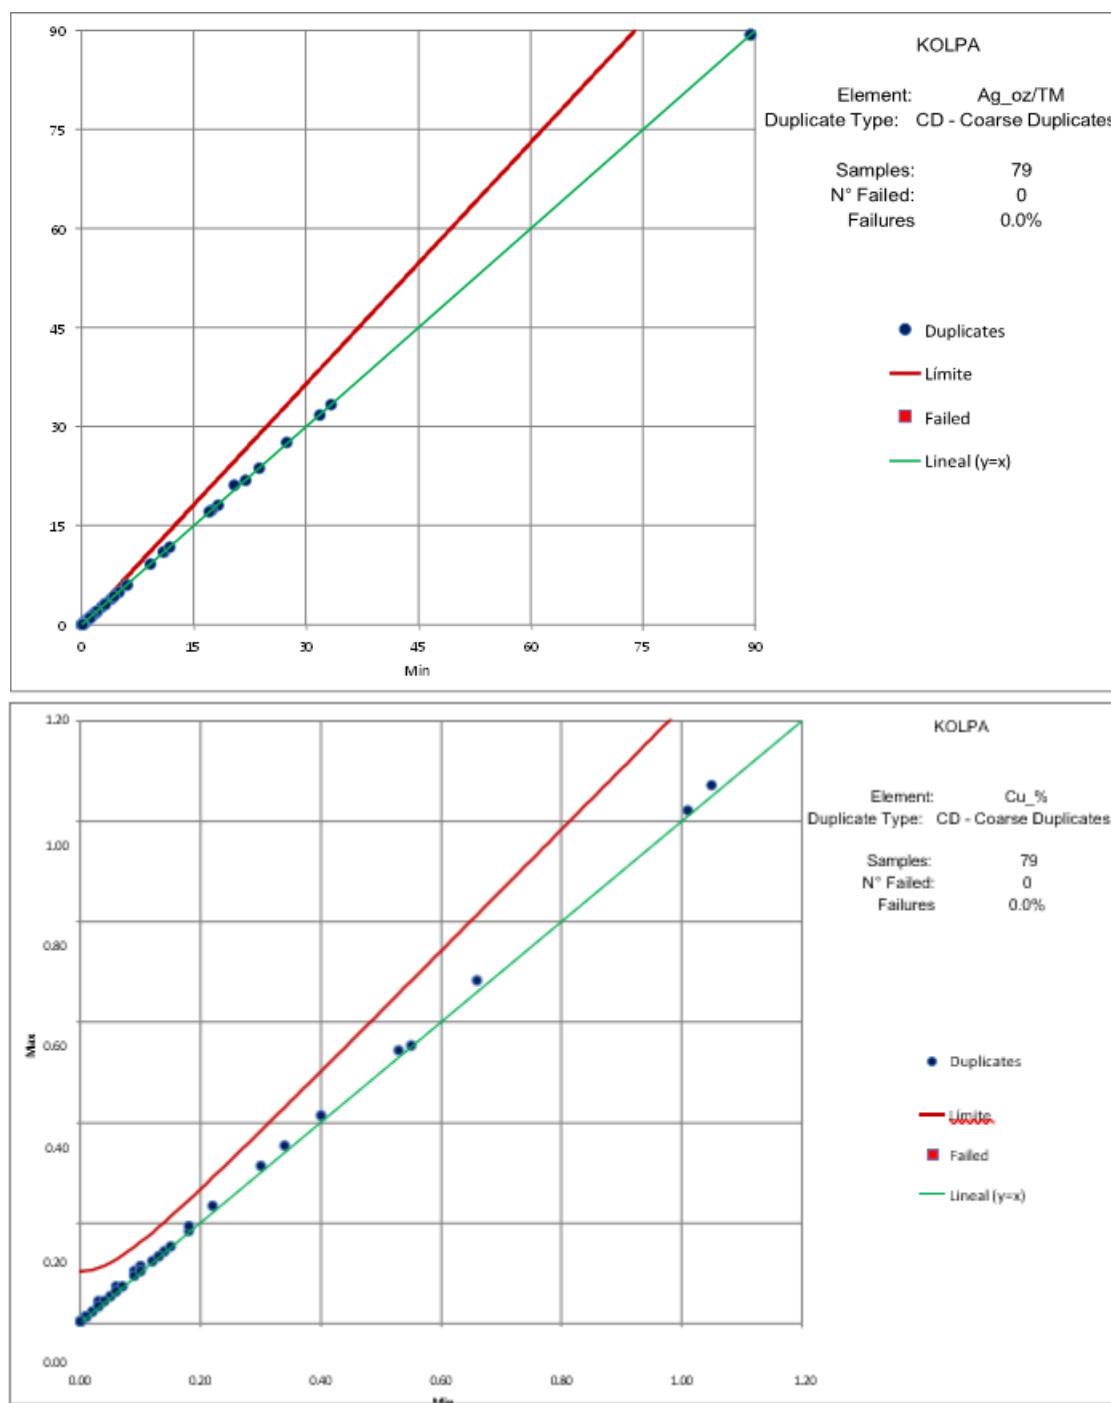 90
75
60
45
30
15
0
0 15 30 45 60 75 90
Min
KOLPA
Element: Ag_oz/TM
Duplicate Type: CD - Coarse Duplicates
Samples: 79
N° Failed: 0
Failures 0.0%
Duplicates
Límite
Failed
Lineal (y=x)
1.20
1.00
0.80
0.60
0.40
0.20
0.00
Max
0.00 0.20 0.40 0.60 0.80 1.00 1.20
Min
KOLPA
Element: Cu_%
Duplicate Type: CD - Coarse Duplicates
Samples: 79
N° Failed: 0
Failures 0.0%
Duplicates
Límite
Failed
Lineal (y=x)